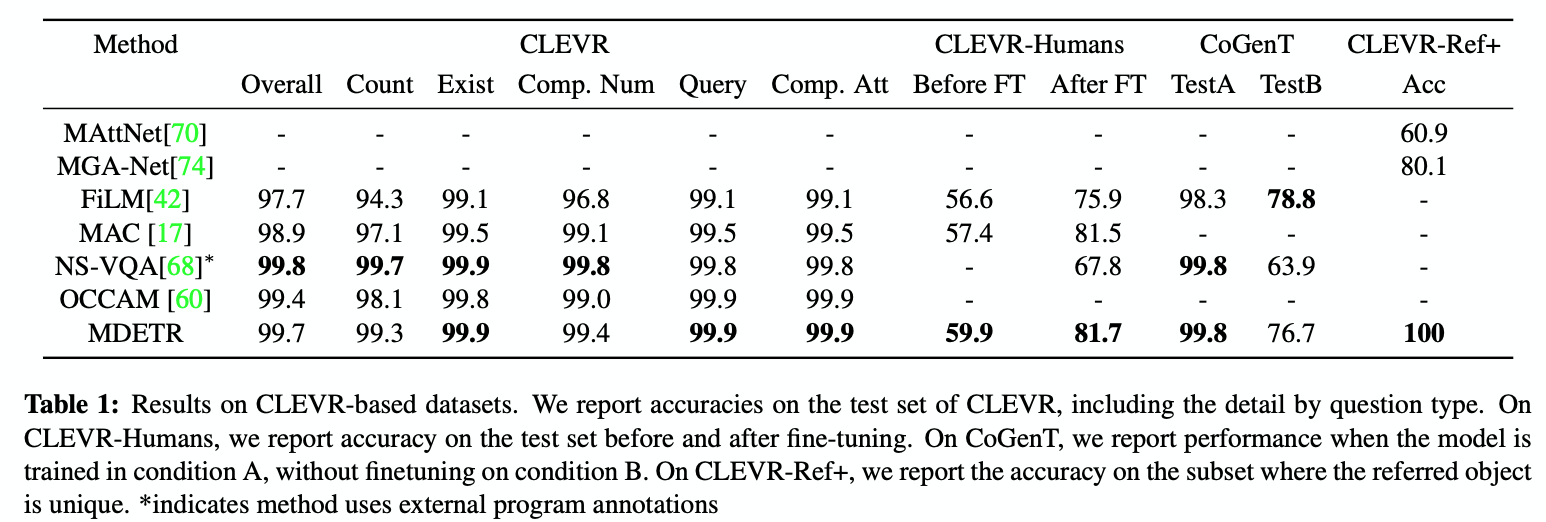 Method CLEVR CLEVR-Humans CoGenT CLEVR-Ref+
Overall Count Exist Comp. Num Query Comp. Att Before FT After FT TestA TestB Acc
MAttNet[70] - - - - - - - - - - 60.9
MGA-Net[74] - - - - - - - - - - 80.1
FiLM[42] 97.7 94.3 99.1 96.8 99.1 99.1 56.6 75.9 98.3 78.8 -
MAC [17] 98.9 97.1 99.5 99.1 99.5 99.5 57.4 81.5 - - -
NS-VQA[68]* 99.8 99.7 99.9 99.8 99.8 99.8 - 67.8 99.8 63.9 -
OCCAM [60] 99.4 98.1 99.8 99.0 99.9 99.9 - - - - -
MDETR 99.7 99.3 99.9 99.4 99.9 99.9 59.9 81.7 99.8 76.7 100
Table 1: Results on CLEVR-based datasets. We report accuracies on the test set of CLEVR, including the detail by question type. On
CLEVR-Humans, we report accuracy on the test set before and after fine-tuning. On CoGenT, we report performance when the model is
trained in condition A, without finetuning on condition B. On CLEVR-Ref+, we report the accuracy on the subset where the referred object
is unique. *indicates method uses external program annotations